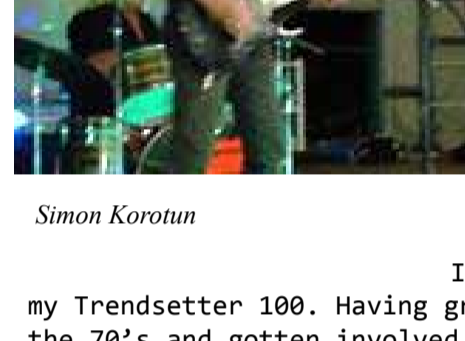 Simon Korotun
I
my Trendsetter 100. Having
the 70's and gotten involved